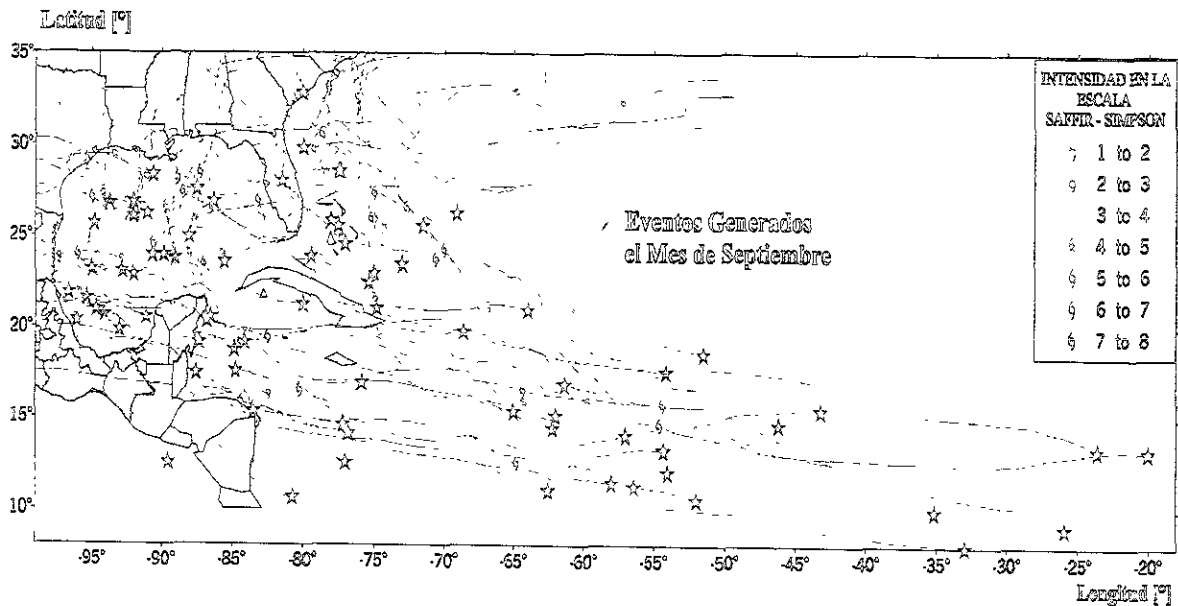 Latitud [°]
35°
30°
25°
20°
15°
10°
INTENSIDAD EN LA
ESCALA
SAFFIR - SIMPSON
1 to 2
2 to 3
3 to 4
4 to 5
5 to 6
6 to 7
7 to 8
Eventos Generados
el Mes de Septiembre
-95° -90° -85° -80° -75° -70° -65° -60° -55° -50° -45° -40° -35° -30° -25° -20°
Longitud [°]